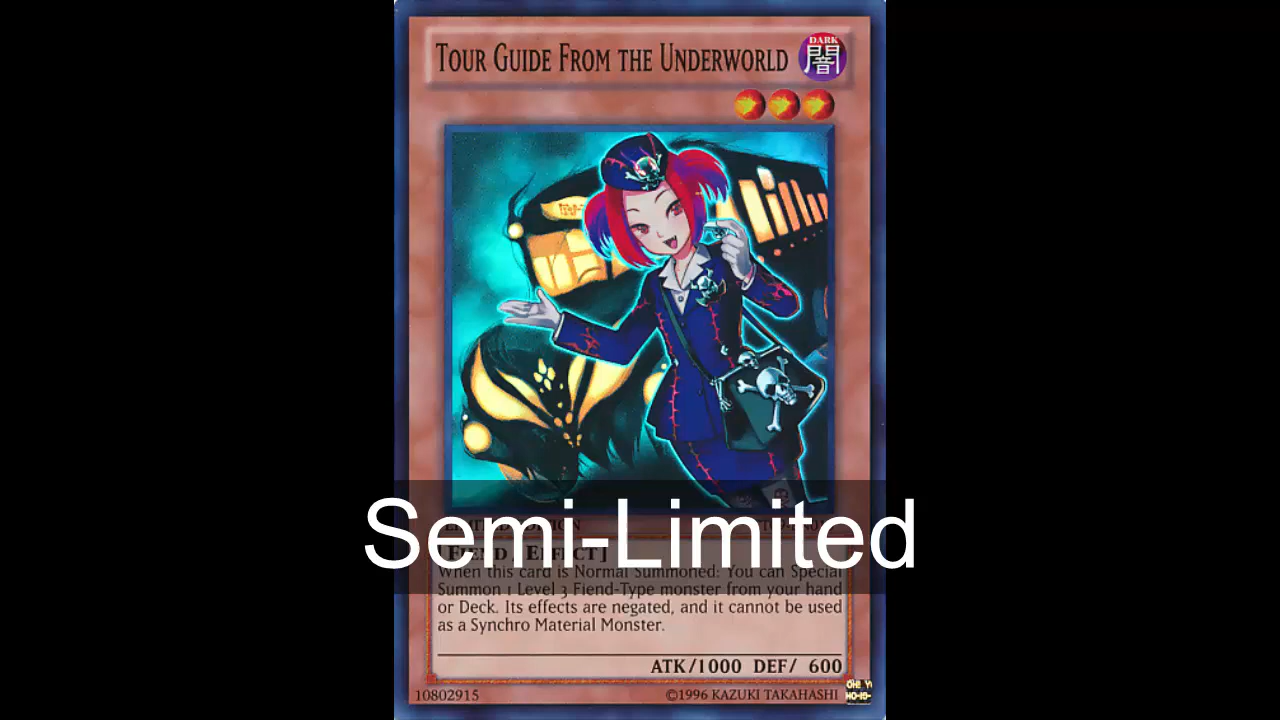 TOUR GUIDE FROM THE UNDERWORLD
DARK
闇
Semi-Limited
[FIEND / EFFECT]
When this card is Normal Summoned: You can Special
Summon 1 Level 3 Fiend-Type monster from your hand
or Deck. Its effects are negated, and it cannot be used
as a Synchro Material Monster.
ATK/1000 DEF/ 600
10802915
©1996 KAZUKI TAKAHASHI